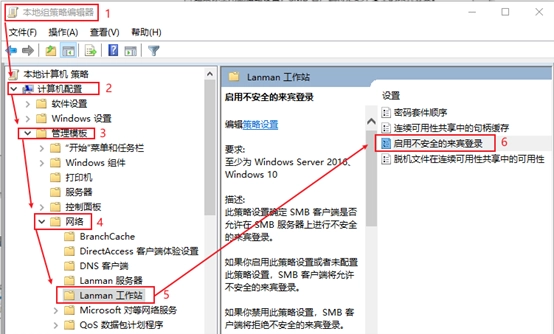 本地组策略编辑器
1
文件(F) 操作(A) 查看(V) 帮助(H)
本地计算机 策略
计算机配置
2
软件设置
Windows 设置
管理模板
3
"开始"菜单和任务栏
Windows 组件
打印机
服务器
控制面板
网络
4
BranchCache
DirectAccess 客户端体验设置
DNS 客户端
Lanman 服务器
Lanman 工作站
5
Microsoft 对等网络服务
QoS 数据包计划程序
Lanman 工作站
启用不安全的来宾登录
编辑策略设置
要求:
至少为 Windows Server 2016、
Windows 10
描述:
此策略设置确定 SMB 客户端是否
允许在 SMB 服务器上进行不安全
的来宾登录。
如果你启用此策略设置或者未配置
此策略设置，SMB 客户端将允许
不安全的来宾登录。
如果你禁用此策略设置，SMB 客
户端将拒绝不安全的来宾登录。
设置
密码套件顺序
连续可用性共享中的句柄缓存
启用不安全的来宾登录
6
脱机文件在连续可用性共享中的可用性